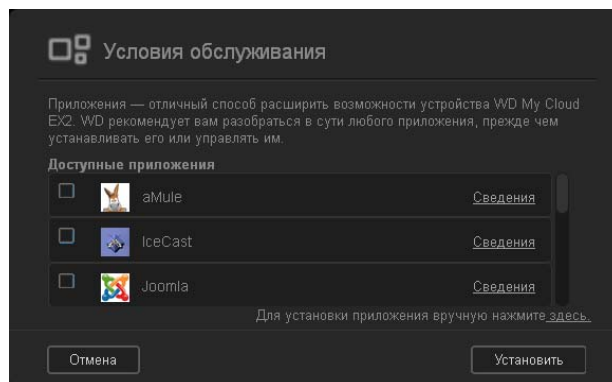 Условия обслуживания
Приложения — отличный способ расширить возможности устройства WD My Cloud
EX2. WD рекомендует вам разобраться в сути любого приложения, прежде чем
устанавливать его или управлять им.
Доступные приложения
aMule Сведения
IceCast Сведения
Joomla Сведения
Для установки приложения вручную нажмите здесь.
Отмена Установить